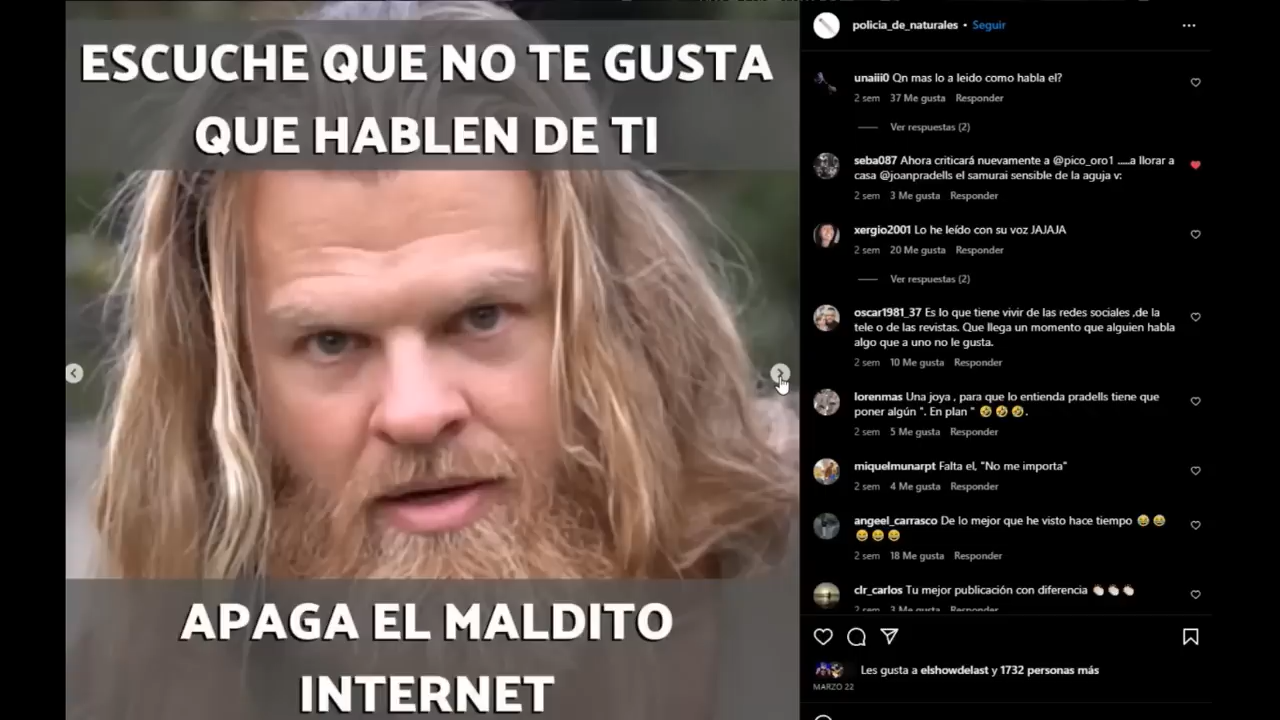 ESCUCHE QUE NO TE GUSTA
QUE HABLEN DE TI
APAGA EL MALDITO
INTERNET
policia_de_naturales • Seguir
unaiii0 Qn mas lo a leido como habla el?
2 sem 37 Me gusta Responder
Ver respuestas (2)
seba087 Ahora criticará nuevamente a @pico_oro1 .....a llorar a
casa @joanpradells el samurai sensible de la aguja v:
2 sem 3 Me gusta Responder
xergio2001 Lo he leído con su voz JAJAJA
2 sem 20 Me gusta Responder
Ver respuestas (2)
oscar1981_37 Es lo que tiene vivir de las redes sociales ,de la
tele o de las revistas. Que llega un momento que alguien habla
algo que a uno no le gusta.
2 sem 10 Me gusta Responder
lorenmas Una joya , para que lo entienda pradells tiene que
poner algún ". En plan " 🤣🤣🤣.
2 sem 5 Me gusta Responder
miquelmunarpt Falta el, "No me importa"
2 sem 4 Me gusta Responder
angeel_carrasco De lo mejor que he visto hace tiempo 😂😂
😂😂😂
2 sem 18 Me gusta Responder
clr_carlos Tu mejor publicación con diferencia 👏🏻👏🏻👏🏻
2 sem 3 Me gusta Responder
Les gusta a elshowdelast y 1732 personas más
MARZO 22